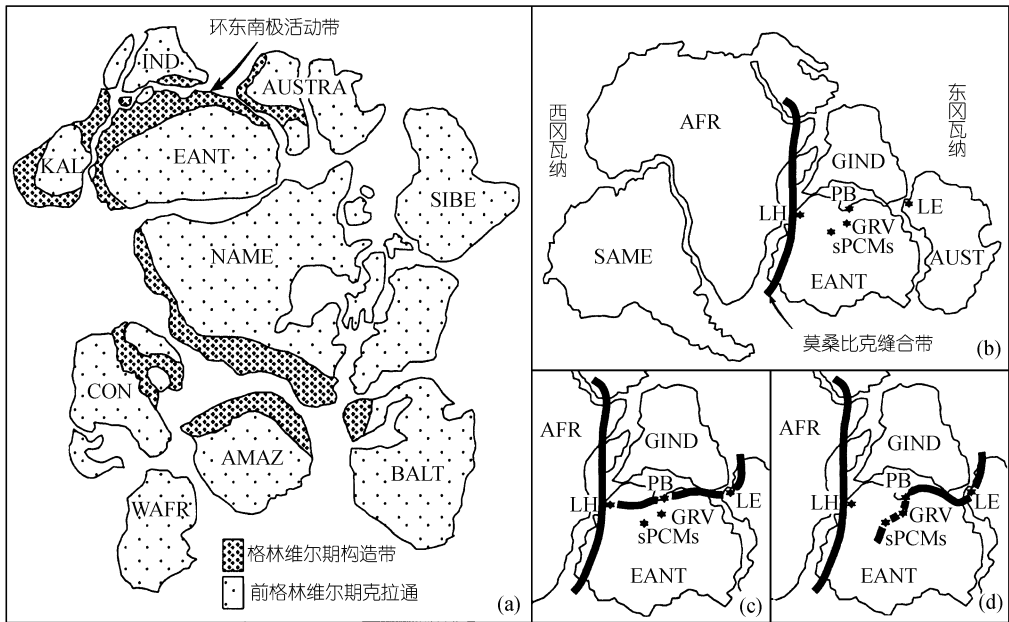 环东南极活动带
IND
AUSTRA
KAL
EANT
SIBE
NAME
CON
AMAZ
BALT
WAFR
格林维尔期构造带
前格林维尔期克拉通
(a)
西冈瓦纳
东冈瓦纳
AFR
GIND
PB
LH
LE
GRV
sPCMs
SAME
AUST
EANT
莫桑比克缝合带
(b)
AFR
GIND
PB
LH
LE
GRV
sPCMs
EANT
(c)
AFR
GIND
PB
LH
LE
GRV
sPCMs
EANT
(d)